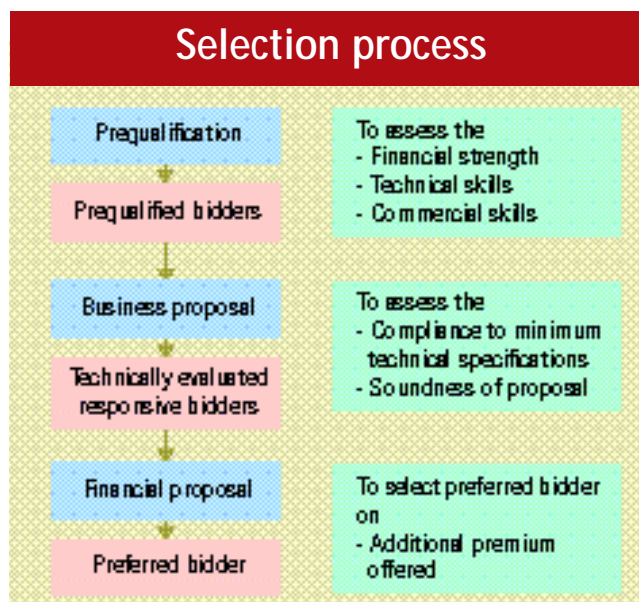 Selection process
Prequalification
To assess the
- Financial strength
- Technical skills
- Commercial skills
Prequalified bidders
Business proposal
To assess the
- Compliance to minimum
technical specifications
- Soundness of proposal
Technically evaluated
responsive bidders
Financial proposal
To select preferred bidder
on
- Additional premium
offered
Preferred bidder